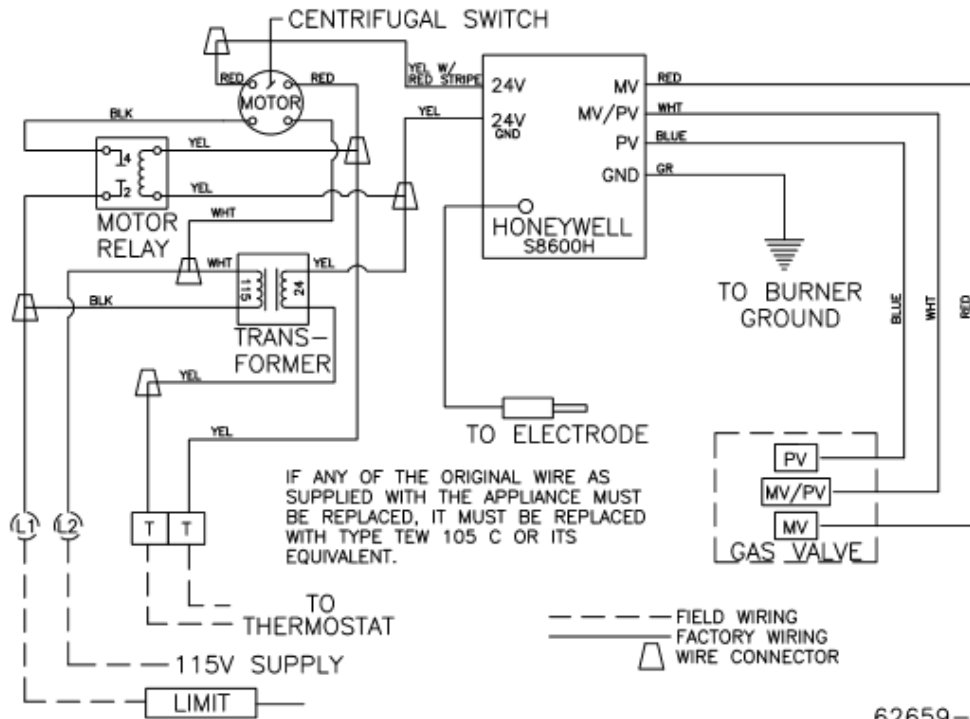 CENTRIFUGAL SWITCH
RED
RED
MOTOR
BLK
YEL W/
RED STRIPE
YEL
24V
24V
GND
MV
MV/PV
PV
GND
HONEYWELL
S8600H
RED
WHT
BLUE
GR
4
2
YEL
YEL
MOTOR
RELAY
WHT
WHT
YEL
115
24
BLK
TRANS-
FORMER
YEL
YEL
TO BURNER
GROUND
BLUE
WHT
RED
TO ELECTRODE
IF ANY OF THE ORIGINAL WIRE AS
SUPPLIED WITH THE APPLIANCE MUST
BE REPLACED, IT MUST BE REPLACED
WITH TYPE TEW 105 C OR ITS
EQUIVALENT.
PV
MV/PV
MV
GAS VALVE
L1
L2
T
T
TO
THERMOSTAT
115V SUPPLY
LIMIT
FIELD WIRING
FACTORY WIRING
WIRE CONNECTOR
62659-